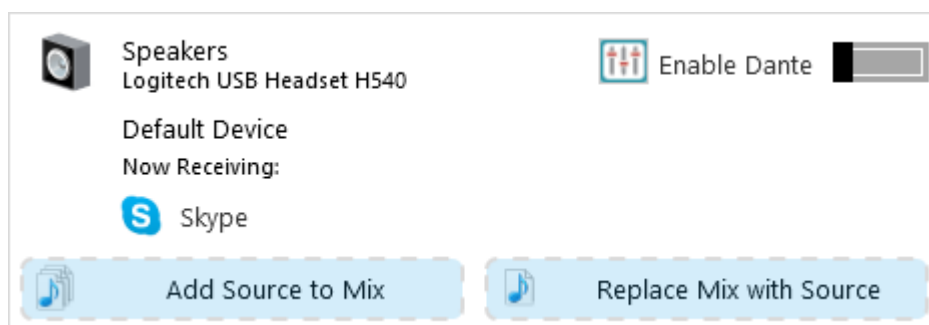 Speakers
Logitech USB Headset H540
Enable Dante
Default Device
Now Receiving:
S Skype
Add Source to Mix
Replace Mix with Source